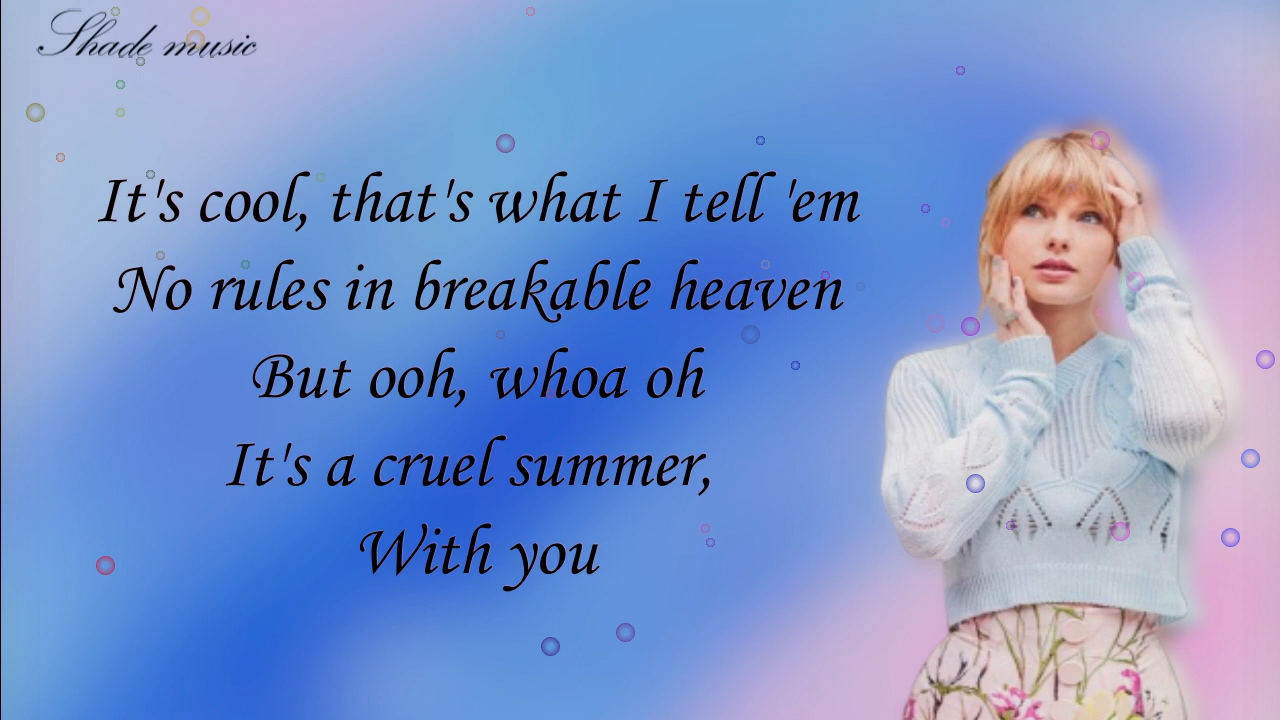 Shade music
It's cool, that's what I tell 'em
No rules in breakable heaven
But ooh, whoa oh
It's a cruel summer,
With you